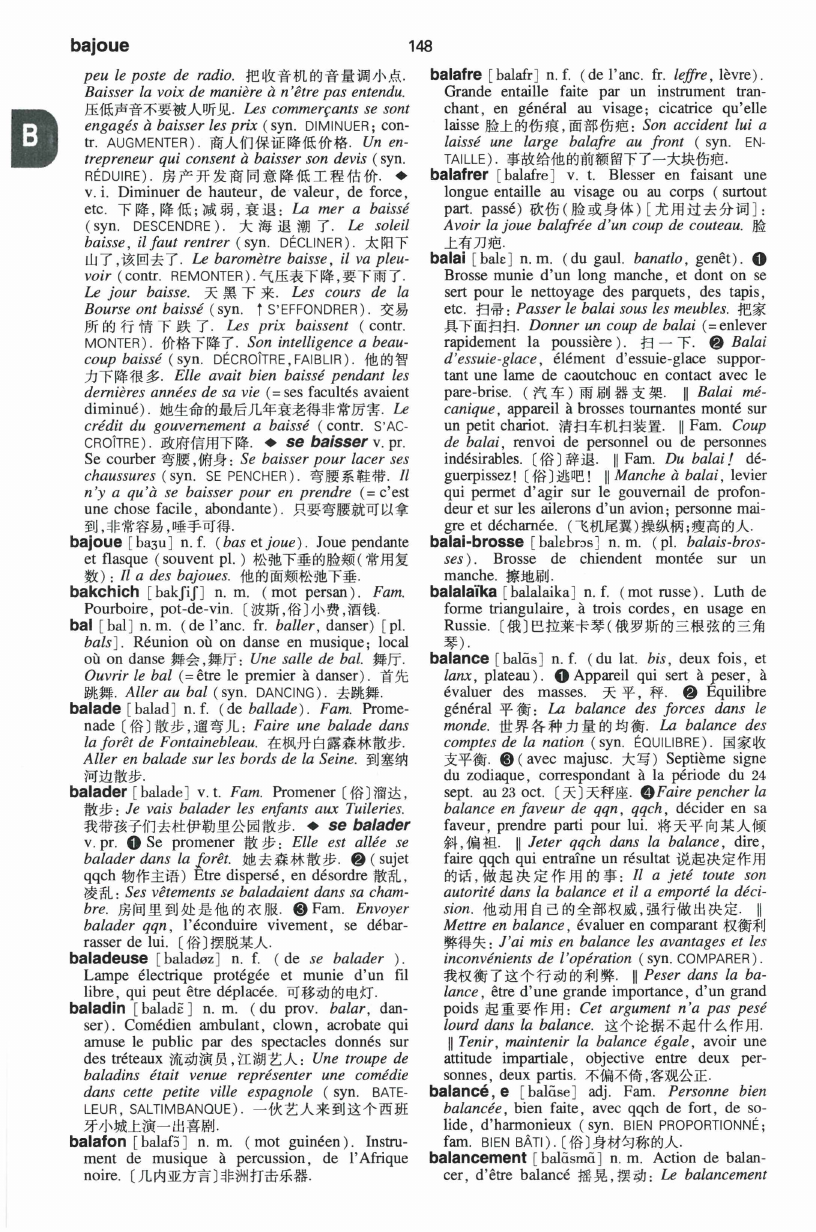 bajoue
148
B
peu le poste de radio. 把收音机的音量调小点.
Baisser la voix de manière à n'être pas entendu.
压低声音不要被人听见. Les commerçants se sont
engagés à baisser les prix (syn. DIMINUER; con-
tr. AUGMENTER). 商人们保证降低价格. Un en-
trepreneur qui consent à baisser son devis (syn.
RÉDUIRE). 房产开发商同意降低工程估价. ◆
v. i. Diminuer de hauteur, de valeur, de force,
etc. 下降,降低;减弱,衰退: La mer a baissé
(syn. DESCENDRE). 大海退潮了. Le soleil
baisse, il faut rentrer (syn. DÉCLINER). 太阳下
山了,该回去了. Le baromètre baisse, il va pleu-
voir (contr. REMONTER). 气压表下降,要下雨了.
Le jour baisse. 天黑下来. Les cours de la
Bourse ont baissé (syn. ↑ S'EFFONDRER). 交易
所的行情下跌了. Les prix baissent (contr.
MONTER). 价格下降了. Son intelligence a beau-
coup baissé (syn. DÉCROÎTRE, FAIBLIR). 他的智
力下降很多. Elle avait bien baissé pendant les
dernières années de sa vie (= ses facultés avaient
diminué). 她生命的最后几年衰老得非常厉害. Le
crédit du gouvernement a baissé (contr. S'AC-
CROÎTRE). 政府信用下降. ◆ se baisser v. pr.
Se courber 弯腰,俯身: Se baisser pour lacer ses
chaussures (syn. SE PENCHER). 弯腰系鞋带. Il
n'y a qu'à se baisser pour en prendre (= c'est
une chose facile, abondante). 只要弯腰就可以拿
到,非常容易,唾手可得.
bajoue [baʒu] n. f. (bas et joue). Joue pendante
et flasque (souvent pl.) 松弛下垂的脸颊(常用复
数): Il a des bajoues. 他的面颊松弛下垂.
bakchich [bakʃiʃ] n. m. (mot persan). Fam.
Pourboire, pot-de-vin. 〔波斯,俗〕小费,酒钱.
bal [bal] n. m. (de l'anc. fr. baller, danser) [pl.
bals]. Réunion où on danse en musique; local
où on danse 舞会,舞厅: Une salle de bal. 舞厅.
Ouvrir le bal (= être le premier à danser). 首先
跳舞. Aller au bal (syn. DANCING). 去跳舞.
balade [balad] n. f. (de ballade). Fam. Prome-
nade〔俗〕散步,遛弯儿: Faire une balade dans
la forêt de Fontainebleau. 在枫丹白露森林散步.
Aller en balade sur les bords de la Seine. 到塞纳
河边散步.
balader [balade] v. t. Fam. Promener〔俗〕溜达,
散步: Je vais balader les enfants aux Tuileries.
我带孩子们去杜伊勒里公园散步. ◆ se balader
v. pr. ❶ Se promener 散步: Elle est allée se
balader dans la forêt. 她去森林散步. ❷ (sujet
qqch 物作主语) Être dispersé, en désordre 散乱,
凌乱: Ses vêtements se baladaient dans sa cham-
bre. 房间里到处是他的衣服. ❸ Fam. Envoyer
balader qqn, l'éconduire vivement, se débar-
rasser de lui. 〔俗〕摆脱某人.
baladeuse [baladøz] n. f. (de se balader ).
Lampe électrique protégée et munie d'un fil
libre, qui peut être déplacée. 可移动的电灯.
baladin [baladɛ̃] n. m. (du prov. balar, dan-
ser). Comédien ambulant, clown, acrobate qui
amuse le public par des spectacles donnés sur
des tréteaux 流动演员,江湖艺人: Une troupe de
baladins était venue représenter une comédie
dans cette petite ville espagnole (syn. BATE-
LEUR, SALTIMBANQUE). 一伙艺人来到这个西班
牙小城上演一出喜剧.
balafon [balafɔ̃] n. m. (mot guinéen). Instru-
ment de musique à percussion, de l'Afrique
noire. 〔几内亚方言〕非洲打击乐器.
balafre [balafr] n. f. (de l'anc. fr. leffre, lèvre).
Grande entaille faite par un instrument tran-
chant, en général au visage; cicatrice qu'elle
laisse 脸上的伤痕,面部伤疤: Son accident lui a
laissé une large balafre au front (syn. EN-
TAILLE). 事故给他的前额留下了一大块伤疤.
balafrer [balafre] v. t. Blesser en faisant une
longue entaille au visage ou au corps (surtout
part. passé) 砍伤(脸或身体)[尤用过去分词]:
Avoir la joue balafrée d'un coup de couteau. 脸
上有刀疤.
balai [balɛ] n. m. (du gaul. banatlo, genêt). ❶
Brosse munie d'un long manche, et dont on se
sert pour le nettoyage des parquets, des tapis,
etc. 扫帚: Passer le balai sous les meubles. 把家
具下面扫扫. Donner un coup de balai (= enlever
rapidement la poussière). 扫一下. ❷ Balai
d'essuie-glace, élément d'essuie-glace suppor-
tant une lame de caoutchouc en contact avec le
pare-brise. (汽车)雨刷器支架. ‖ Balai mé-
canique, appareil à brosses tournantes monté sur
un petit chariot. 清扫车机扫装置. ‖ Fam. Coup
de balai, renvoi de personnel ou de personnes
indésirables. 〔俗〕辞退. ‖ Fam. Du balai! dé-
guerpissez!〔俗〕逃吧! ‖ Manche à balai, levier
qui permet d'agir sur le gouvernail de profon-
deur et sur les ailerons d'un avion; personne mai-
gre et décharnée. (飞机尾翼)操纵柄;瘦高的人.
balai-brosse [balɛbrɔs] n. m. (pl. balais-bros-
ses). Brosse de chiendent montée sur un
manche. 擦地刷.
balalaïka [balalaika] n. f. (mot russe). Luth de
forme triangulaire, à trois cordes, en usage en
Russie. 〔俄〕巴拉莱卡琴(俄罗斯的三根弦的三角
琴).
balance [balɑ̃s] n. f. (du lat. bis, deux fois, et
lanx, plateau). ❶ Appareil qui sert à peser, à
évaluer des masses. 天平,秤. ❷ Équilibre
général 平衡: La balance des forces dans le
monde. 世界各种力量的均衡. La balance des
comptes de la nation (syn. ÉQUILIBRE). 国家收
支平衡. ❸ (avec majusc. 大写) Septième signe
du zodiaque, correspondant à la période du 24
sept. au 23 oct. 〔天〕天秤座. ❹ Faire pencher la
balance en faveur de qqn, qqch, décider en sa
faveur, prendre parti pour lui. 将天平向某人倾
斜,偏袒. ‖ Jeter qqch dans la balance, dire,
faire qqch qui entraîne un résultat 说起决定作用
的话,做起决定作用的事: Il a jeté toute son
autorité dans la balance et il a emporté la déci-
sion. 他动用自己的全部权威,强行做出决定. ‖
Mettre en balance, évaluer en comparant 权衡利
弊得失: J'ai mis en balance les avantages et les
inconvénients de l'opération (syn. COMPARER).
我权衡了这个行动的利弊. ‖ Peser dans la ba-
lance, être d'une grande importance, d'un grand
poids 起重要作用: Cet argument n'a pas pesé
lourd dans la balance. 这个论据不起什么作用.
‖ Tenir, maintenir la balance égale, avoir une
attitude impartiale, objective entre deux per-
sonnes, deux partis. 不偏不倚,客观公正.
balancé, e [balɑ̃se] adj. Fam. Personne bien
balancée, bien faite, avec qqch de fort, de so-
lide, d'harmonieux (syn. BIEN PROPORTIONNÉ;
fam. BIEN BÂTI).〔俗〕身材匀称的人.
balancement [balɑ̃smɑ̃] n. m. Action de balan-
cer, d'être balancé 摇晃,摆动: Le balancement